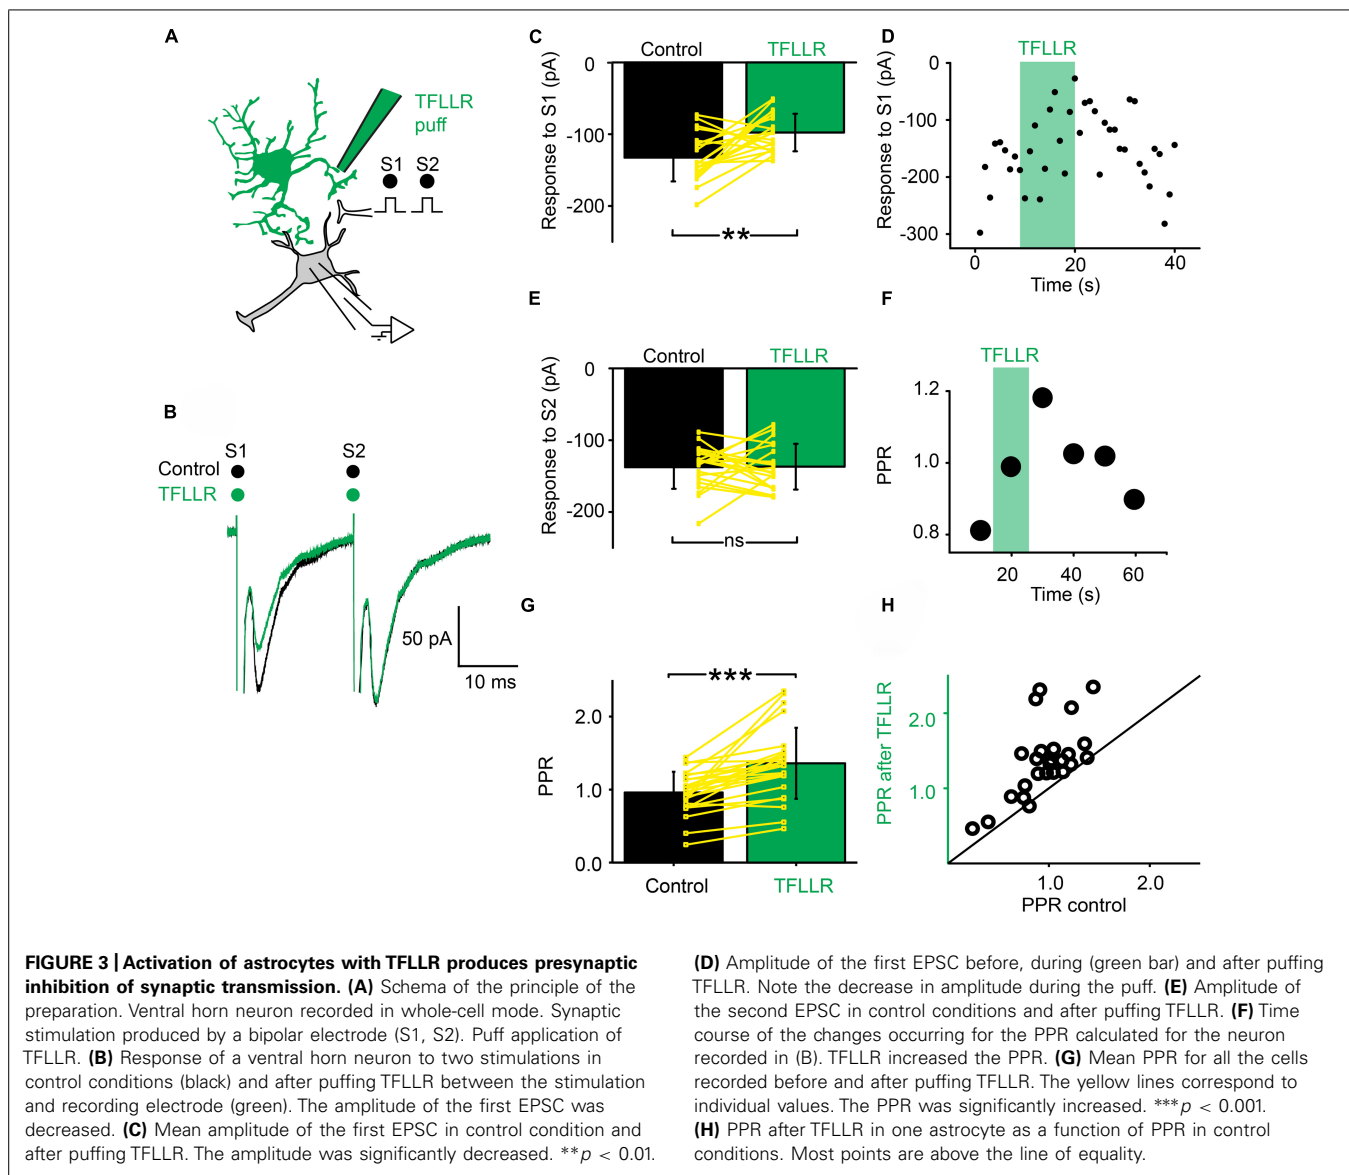 A
TFLLR
puff
S1 S2
B
S1 S2
Control
TFLLR
50 pA
10 ms
C
Control TFLLR
0
-100
-200
Response to S1 (pA)
**
D
TFLLR
0
-100
-200
-300
Response to S1 (pA)
0 20 40
Time (s)
E
Control TFLLR
0
-100
-200
Response to S2 (pA)
ns
F
TFLLR
1.2
1.0
0.8
PPR
20 40 60
Time (s)
G
***
2.0
1.0
0.0
PPR
Control TFLLR
H
2.0
1.0
PPR after TFLLR
1.0 2.0
PPR control
FIGURE 3 | Activation of astrocytes with TFLLR produces presynaptic
inhibition of synaptic transmission. (A) Schema of the principle of the
preparation. Ventral horn neuron recorded in whole-cell mode. Synaptic
stimulation produced by a bipolar electrode (S1, S2). Puff application of
TFLLR. (B) Response of a ventral horn neuron to two stimulations in
control conditions (black) and after puffing TFLLR between the stimulation
and recording electrode (green). The amplitude of the first EPSC was
decreased. (C) Mean amplitude of the first EPSC in control condition and
after puffing TFLLR. The amplitude was significantly decreased. **p < 0.01.
(D) Amplitude of the first EPSC before, during (green bar) and after puffing
TFLLR. Note the decrease in amplitude during the puff. (E) Amplitude of
the second EPSC in control conditions and after puffing TFLLR. (F) Time
course of the changes occurring for the PPR calculated for the neuron
recorded in (B). TFLLR increased the PPR. (G) Mean PPR for all the cells
recorded before and after puffing TFLLR. The yellow lines correspond to
individual values. The PPR was significantly increased. ***p < 0.001.
(H) PPR after TFLLR in one astrocyte as a function of PPR in control
conditions. Most points are above the line of equality.